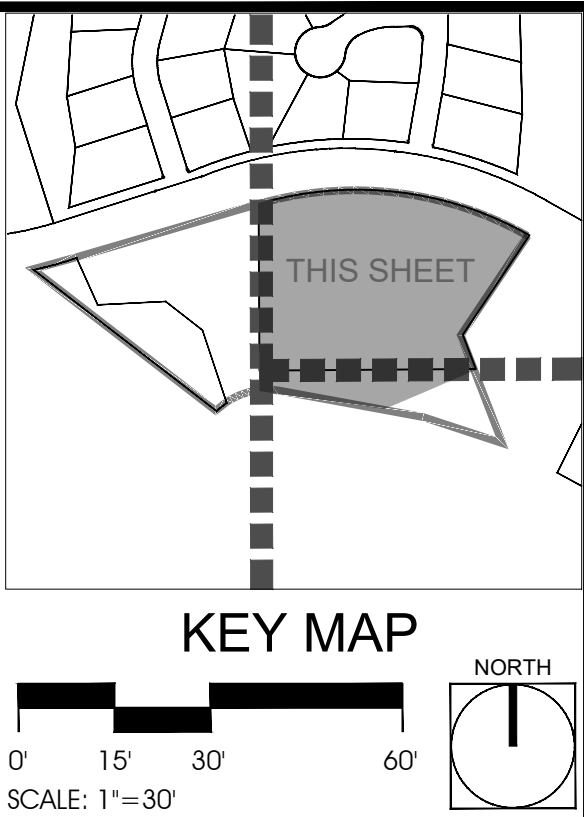 THIS SHEET
KEY MAP
NORTH
0' 15' 30' 60'
SCALE: 1"=30'